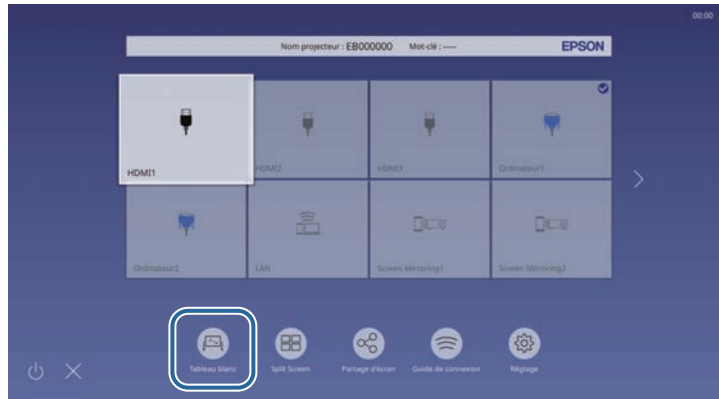 00:00
Nom projecteur : EB000000 Mot-clé : ---- EPSON
HDMI1 HDMI2 HDMI3 Ordinateur1
Ordinateur2 LAN Screen Mirroring1 Screen Mirroring2
Tableau blanc Split Screen Partage d'écran Guide de connexion Réglage